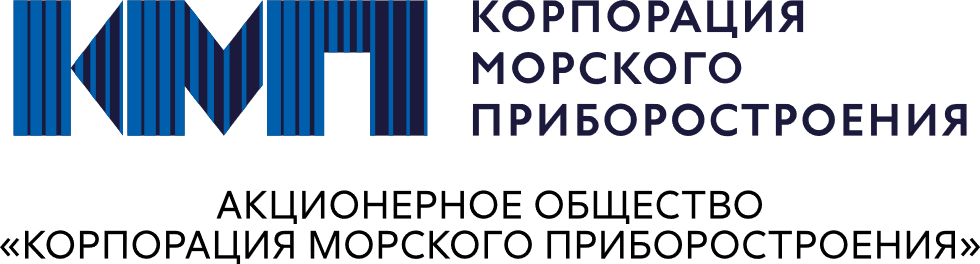 КМП
КОРПОРАЦИЯ
МОРСКОГО
ПРИБОРОСТРОЕНИЯ
АКЦИОНЕРНОЕ ОБЩЕСТВО
«КОРПОРАЦИЯ МОРСКОГО ПРИБОРОСТРОЕНИЯ»